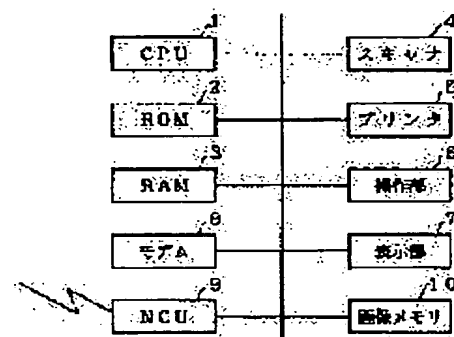 1 4
CPU スキャナ
2 5
ROM プリンタ
3 6
RAM 操作部
8 7
モデム 表示部
9 10
NCU 画像メモリ